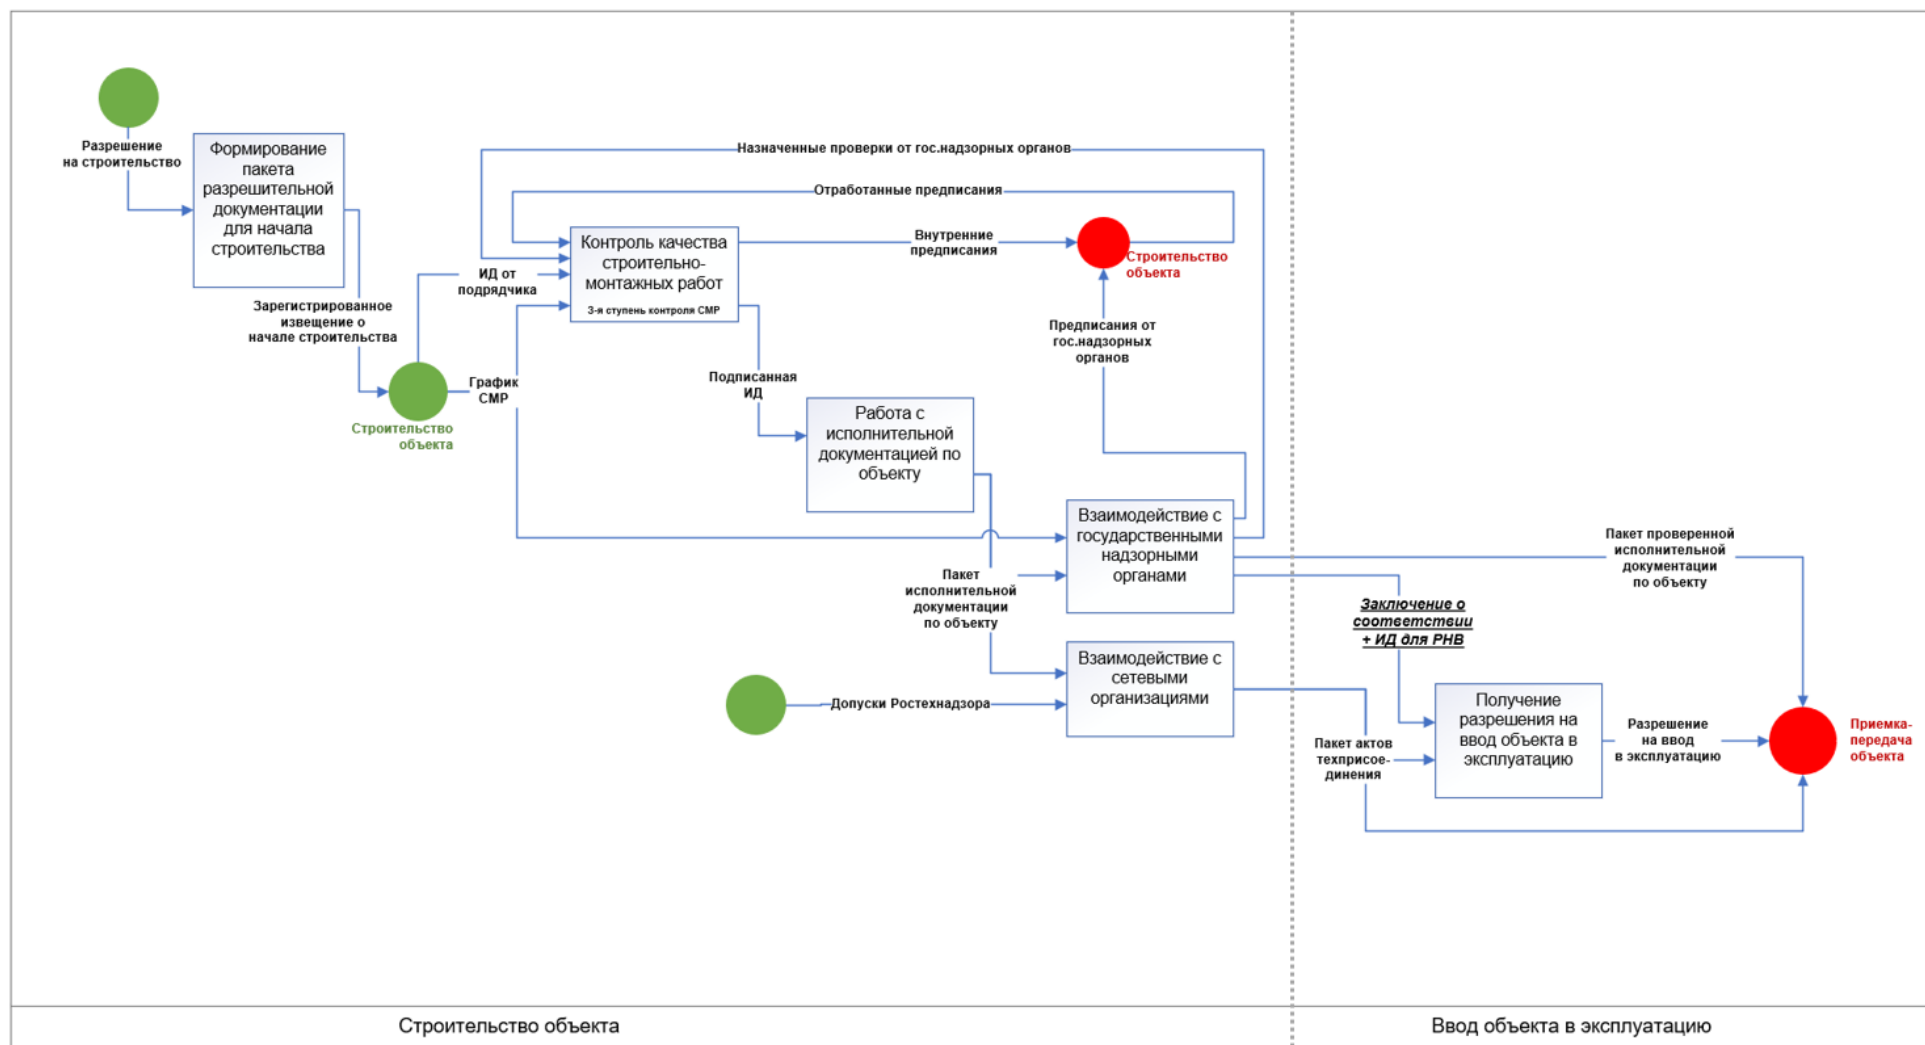 Разрешение
на строительство
Формирование
пакета
разрешительной
документации
для начала
строительства
Зарегистрированное
извещение о
начале строительства
Строительство
объекта
ИД от
подрядчика
График
СМР
Назначенные проверки от гос.надзорных органов
Отработанные предписания
Контроль качества
строительно-
монтажных работ
3-я ступень контроля СМР
Внутренние
предписания
Строительство
объекта
Предписания от
гос.надзорных
органов
Подписанная
ИД
Работа с
исполнительной
документацией по
объекту
Пакет
исполнительной
документации
по объекту
Взаимодействие с
государственными
надзорными
органами
Взаимодействие с
сетевыми
организациями
Допуски Ростехнадзора
Пакет проверенной
исполнительной
документации
по объекту
Заключение о
соответствии
+ ИД для РНВ
Пакет актов
техприсое-
динения
Получение
разрешения на
ввод объекта в
эксплуатацию
Разрешение
на ввод
в эксплуатацию
Приемка-
передача
объекта
Строительство объекта
Ввод объекта в эксплуатацию